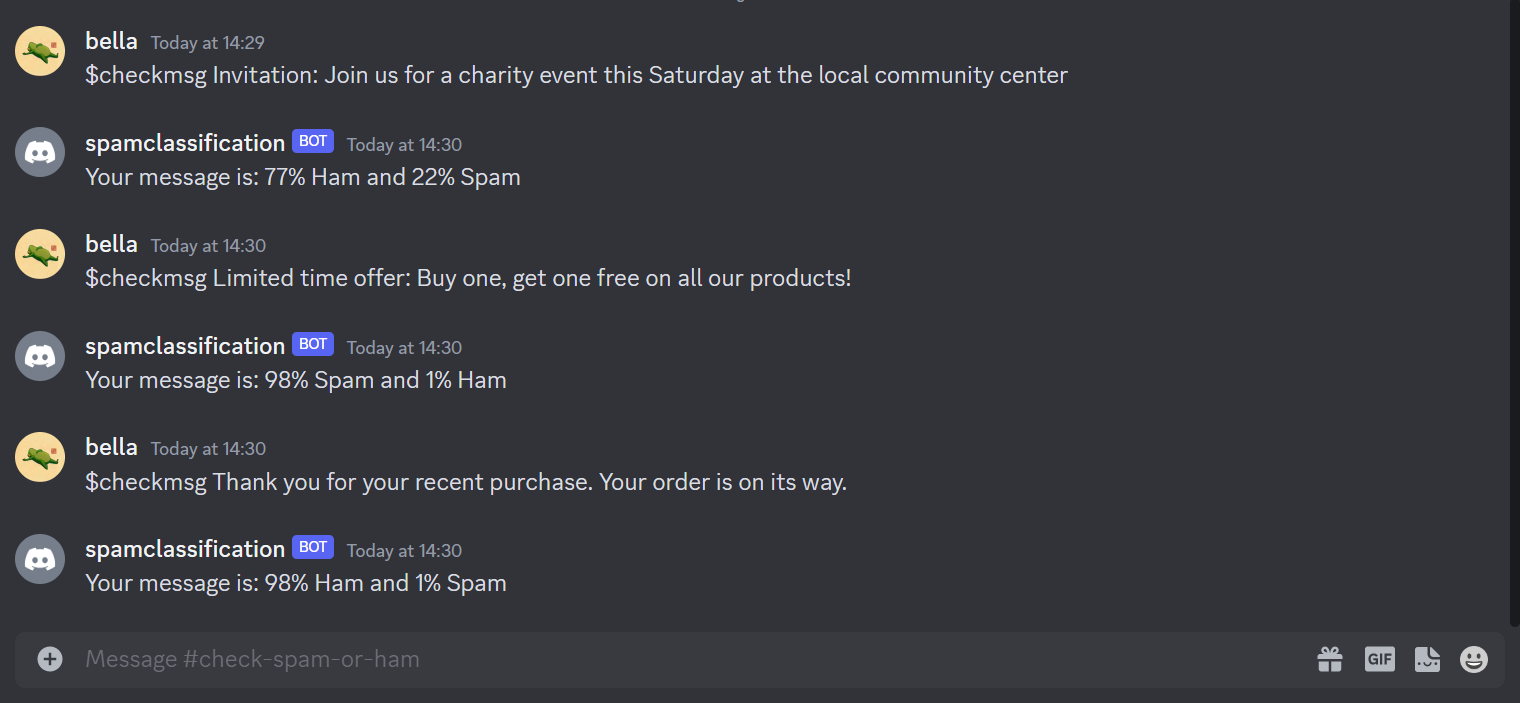 bella Today at 14:29
$checkmsg Invitation: Join us for a charity event this Saturday at the local community center
spamclassification BOT Today at 14:30
Your message is: 77% Ham and 22% Spam
bella Today at 14:30
$checkmsg Limited time offer: Buy one, get one free on all our products!
spamclassification BOT Today at 14:30
Your message is: 98% Spam and 1% Ham
bella Today at 14:30
$checkmsg Thank you for your recent purchase. Your order is on its way.
spamclassification BOT Today at 14:30
Your message is: 98% Ham and 1% Spam
Message #check-spam-or-ham GIF